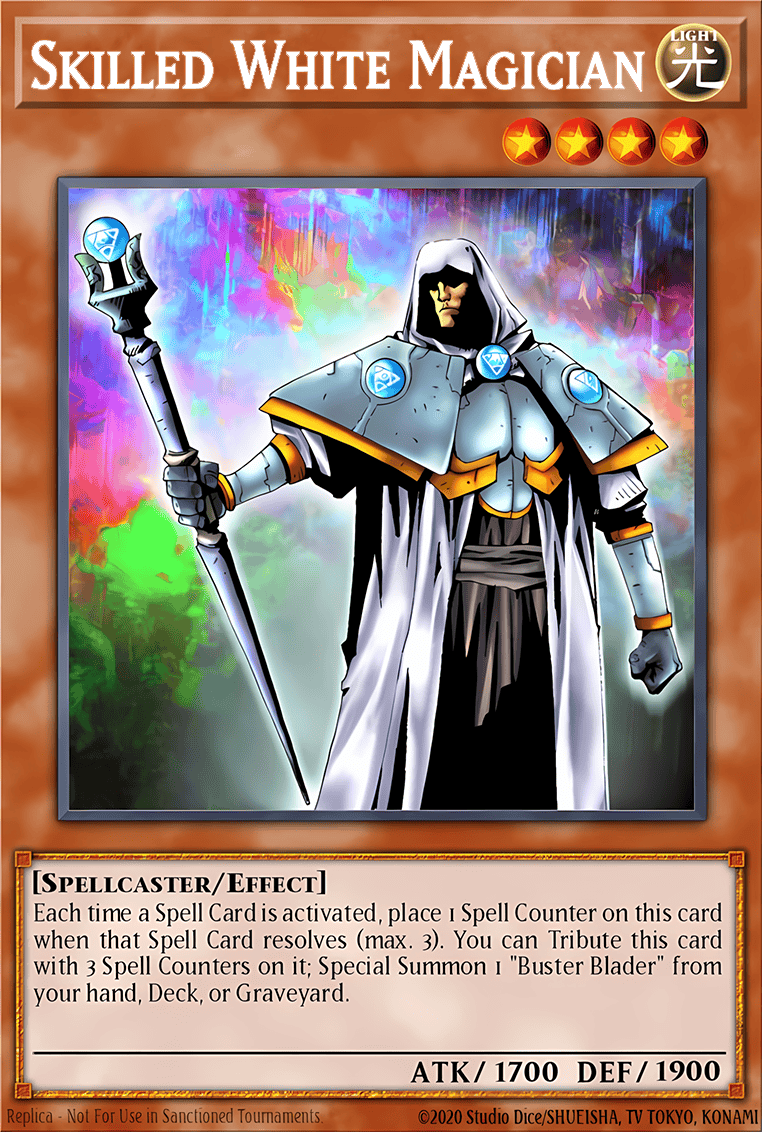 SKILLED WHITE MAGICIAN
LIGHT
光
[SPELLCASTER/EFFECT]
Each time a Spell Card is activated, place 1 Spell Counter on this card
when that Spell Card resolves (max. 3). You can Tribute this card
with 3 Spell Counters on it; Special Summon 1 "Buster Blader" from
your hand, Deck, or Graveyard.
ATK/ 1700 DEF/ 1900
Replica - Not For Use in Sanctioned Tournaments.
©2020 Studio Dice/SHUEISHA, TV TOKYO, KONAMI